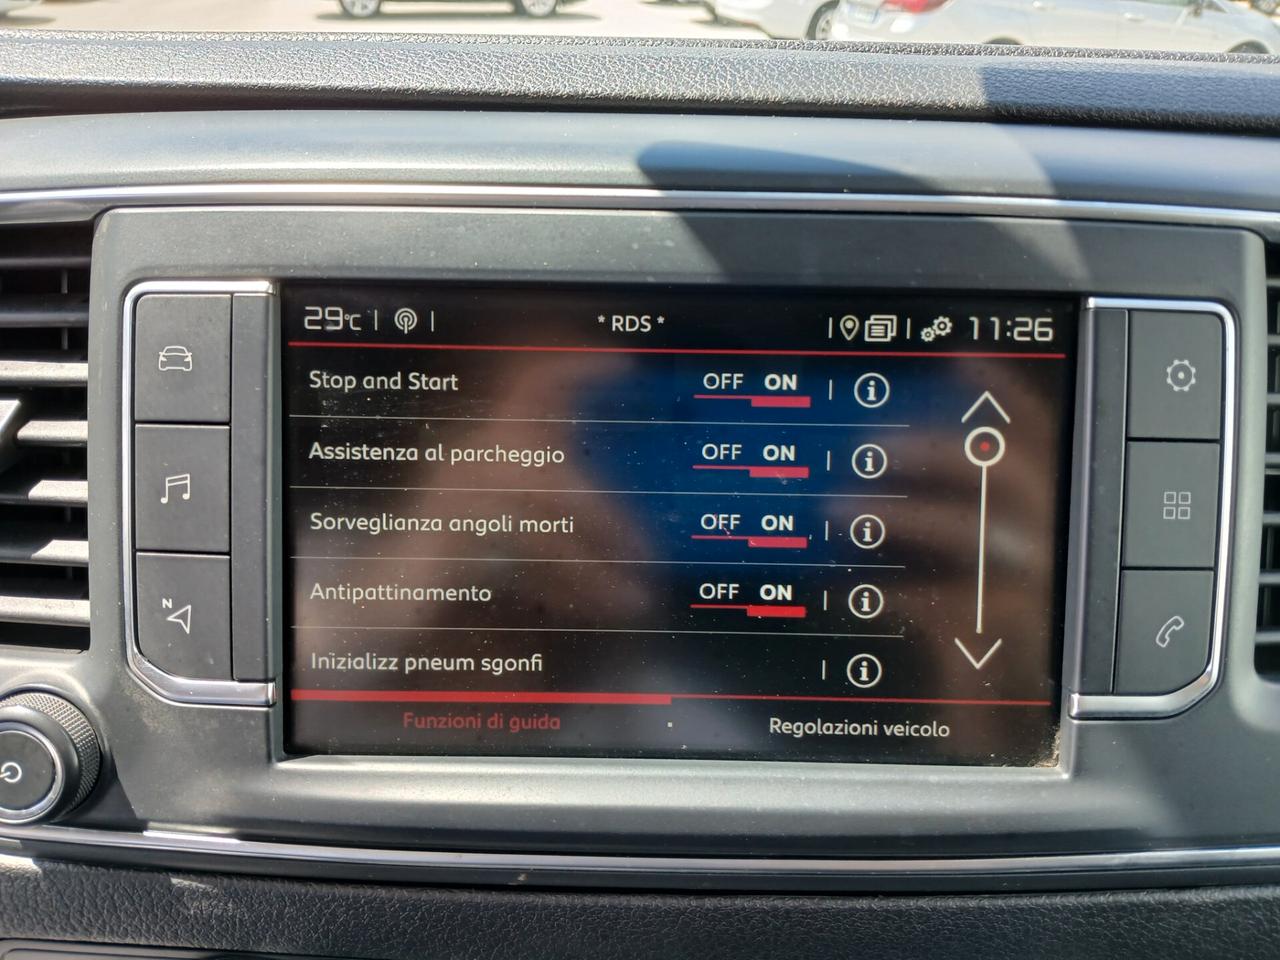 29°C | | * RDS * | | 11:26
Stop and Start OFF ON | i
Assistenza al parcheggio OFF ON | i
Sorveglianza angoli morti OFF ON | i
Antipattinamento OFF ON | i
Inizializz pneum sgonfi | i
Funzioni di guida Regolazioni veicolo
N